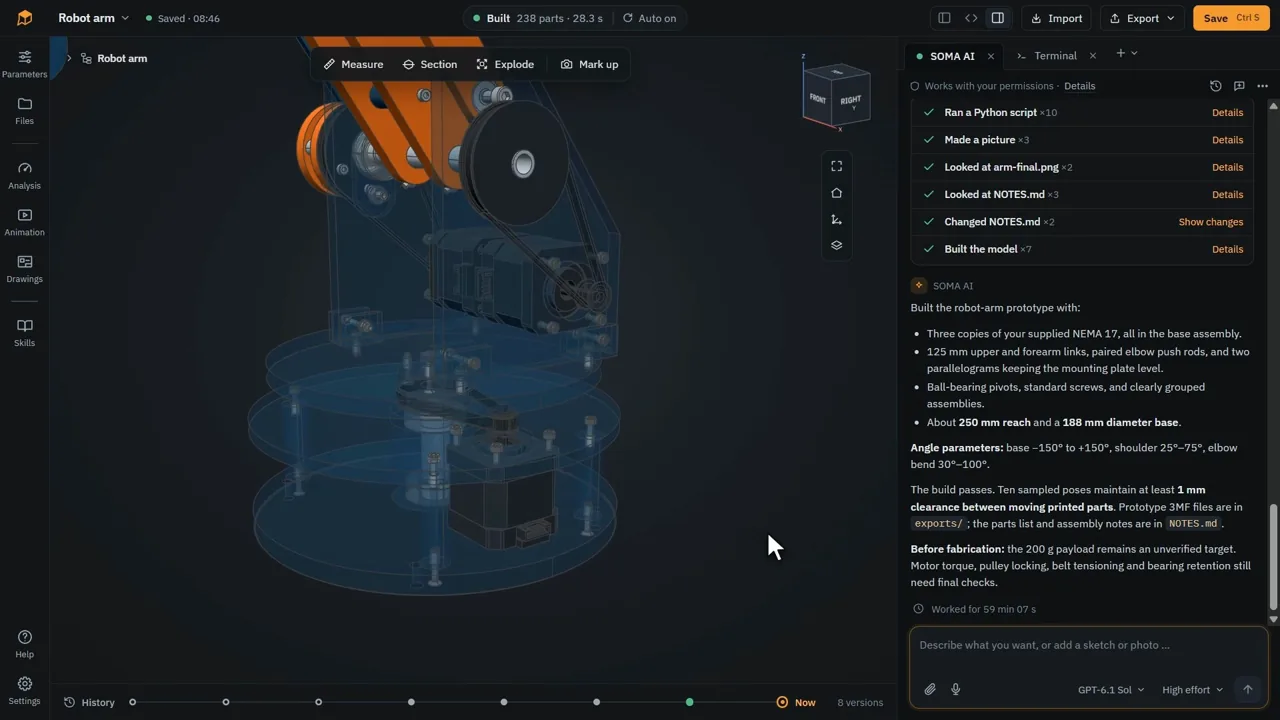 Robot arm
Saved · 08:46
Built 238 parts · 28.3 s
Auto on
Import
Export
Save Ctrl S
Parameters
Files
Analysis
Animation
Drawings
Skills
Help
Settings
Robot arm
Measure
Section
Explode
Mark up
Z
FRONT
RIGHT
Y
X
SOMA AI
Terminal
Works with your permissions · Details
Ran a Python script ×10 Details
Made a picture ×3 Details
Looked at arm-final.png ×2 Details
Looked at NOTES.md ×3 Details
Changed NOTES.md ×2 Show changes
Built the model ×7 Details
SOMA AI
Built the robot-arm prototype with:
• Three copies of your supplied NEMA 17, all in the base assembly.
• 125 mm upper and forearm links, paired elbow push rods, and two
parallelograms keeping the mounting plate level.
• Ball-bearing pivots, standard screws, and clearly grouped
assemblies.
• About 250 mm reach and a 188 mm diameter base.
Angle parameters: base −150° to +150°, shoulder 25°–75°, elbow
bend 30°–100°.
The build passes. Ten sampled poses maintain at least 1 mm
clearance between moving printed parts. Prototype 3MF files are in
exports/ ; the parts list and assembly notes are in NOTES.md .
Before fabrication: the 200 g payload remains an unverified target.
Motor torque, pulley locking, belt tensioning and bearing retention still
need final checks.
Worked for 59 min 07 s
Describe what you want, or add a sketch or photo ...
GPT-6.1 Sol
High effort
History
Now
8 versions